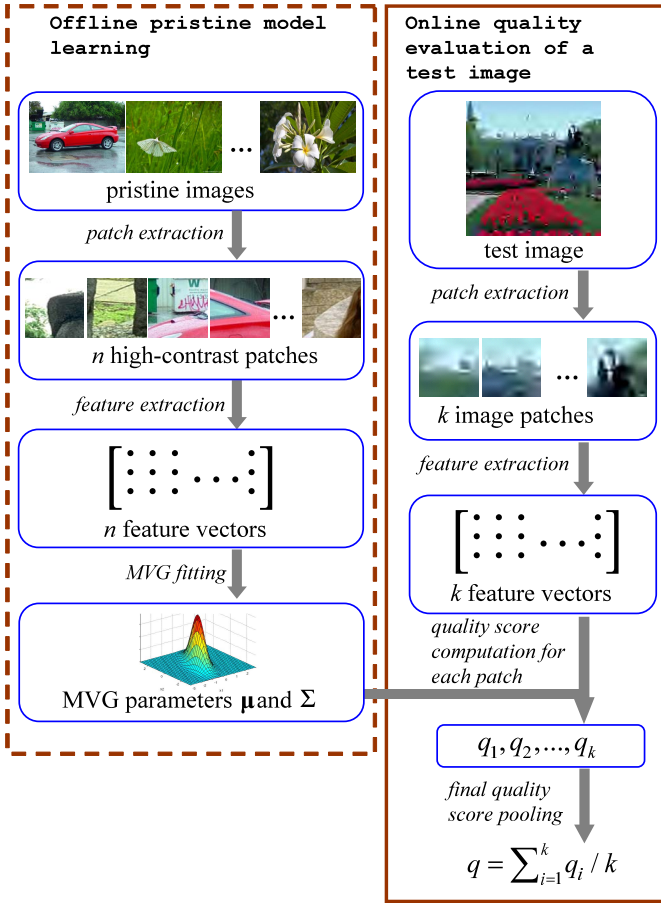 Offline pristine model
learning
...
pristine images
patch extraction
...
n high-contrast patches
feature extraction
n feature vectors
MVG fitting
MVG parameters μ and Σ
Online quality
evaluation of a
test image
test image
patch extraction
...
k image patches
feature extraction
k feature vectors
quality score
computation for
each patch
q₁, q₂, ..., qₖ
final quality
score pooling
q = ∑ᵢ₌₁ᵏ qᵢ / k